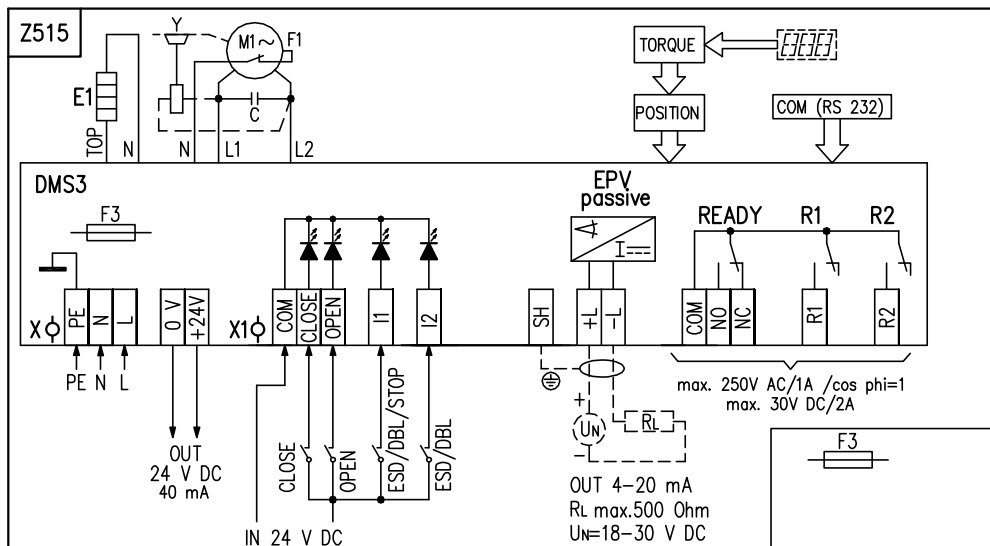 Z515
Y
M1~
F1
TORQUE
8.8.8.8.
E1
C
POSITION
COM (RS 232)
TOP
N
N
L1
L2
DMS3
EPV
passive
F3
READY
R1
R2
I
X
PE
N
L
0 V
+24V
X1
COM
CLOSE
OPEN
I1
I2
SH
+L
-L
COM
NO
NC
R1
R2
PE N L
max. 250V AC/1A /cos phi=1
max. 30V DC/2A
+
UN
-
RL
F3
CLOSE
OPEN
ESD/DBL/STOP
ESD/DBL
OUT
24 V DC
40 mA
OUT 4-20 mA
RL max.500 Ohm
UN=18-30 V DC
IN 24 V DC